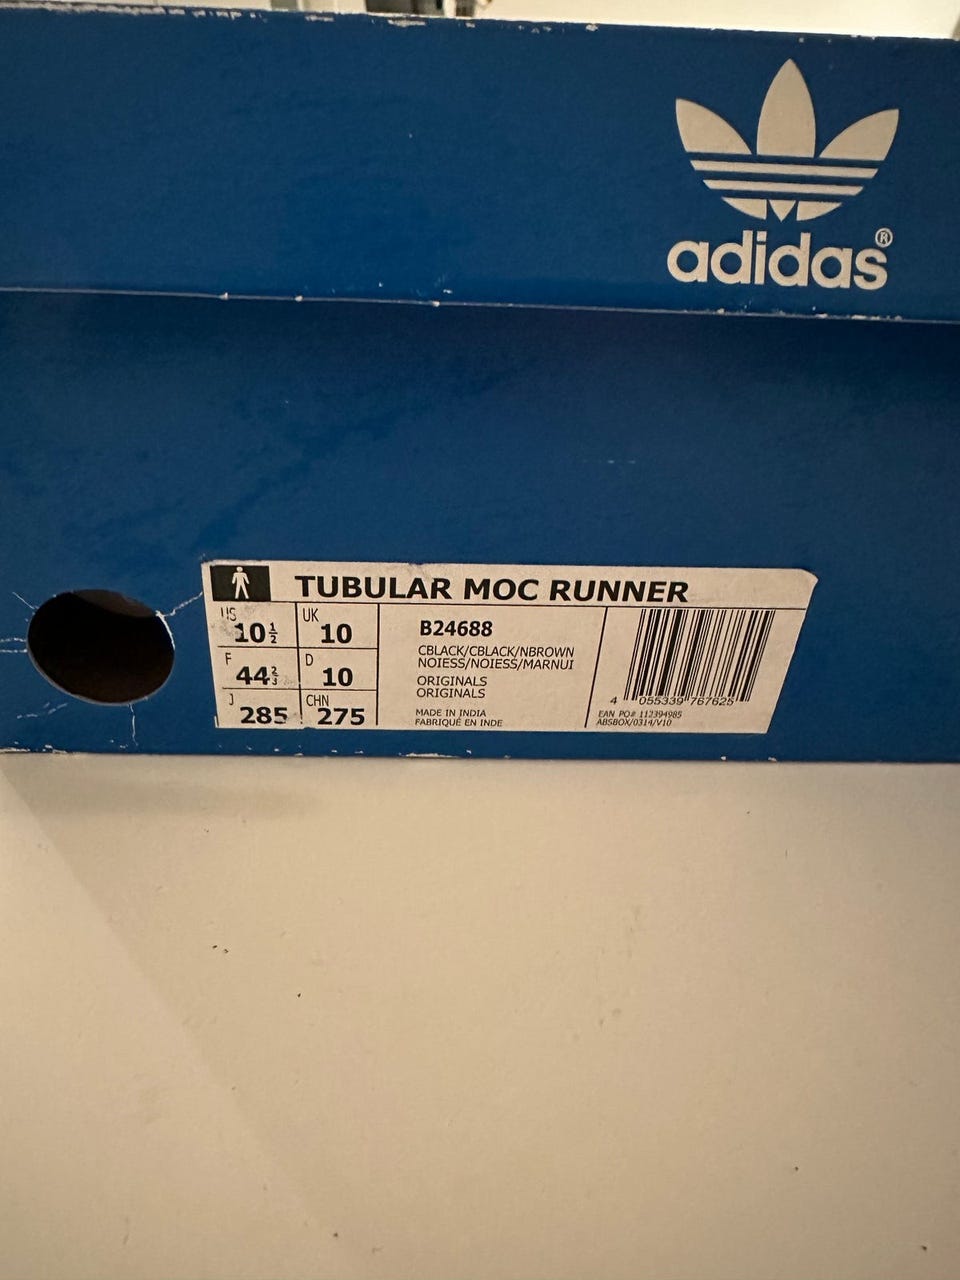 adidas®
TUBULAR MOC RUNNER
US 10½ UK 10
F 44⅔ D 10
J 285 CHN 275
B24688
CBLACK/CBLACK/NBROWN
NOIESS/NOIESS/MARNUI
ORIGINALS
ORIGINALS
MADE IN INDIA
FABRIQUÉ EN INDE
4 055339 767625
EAN PO# 112394985
ABSBOX/0314/V10